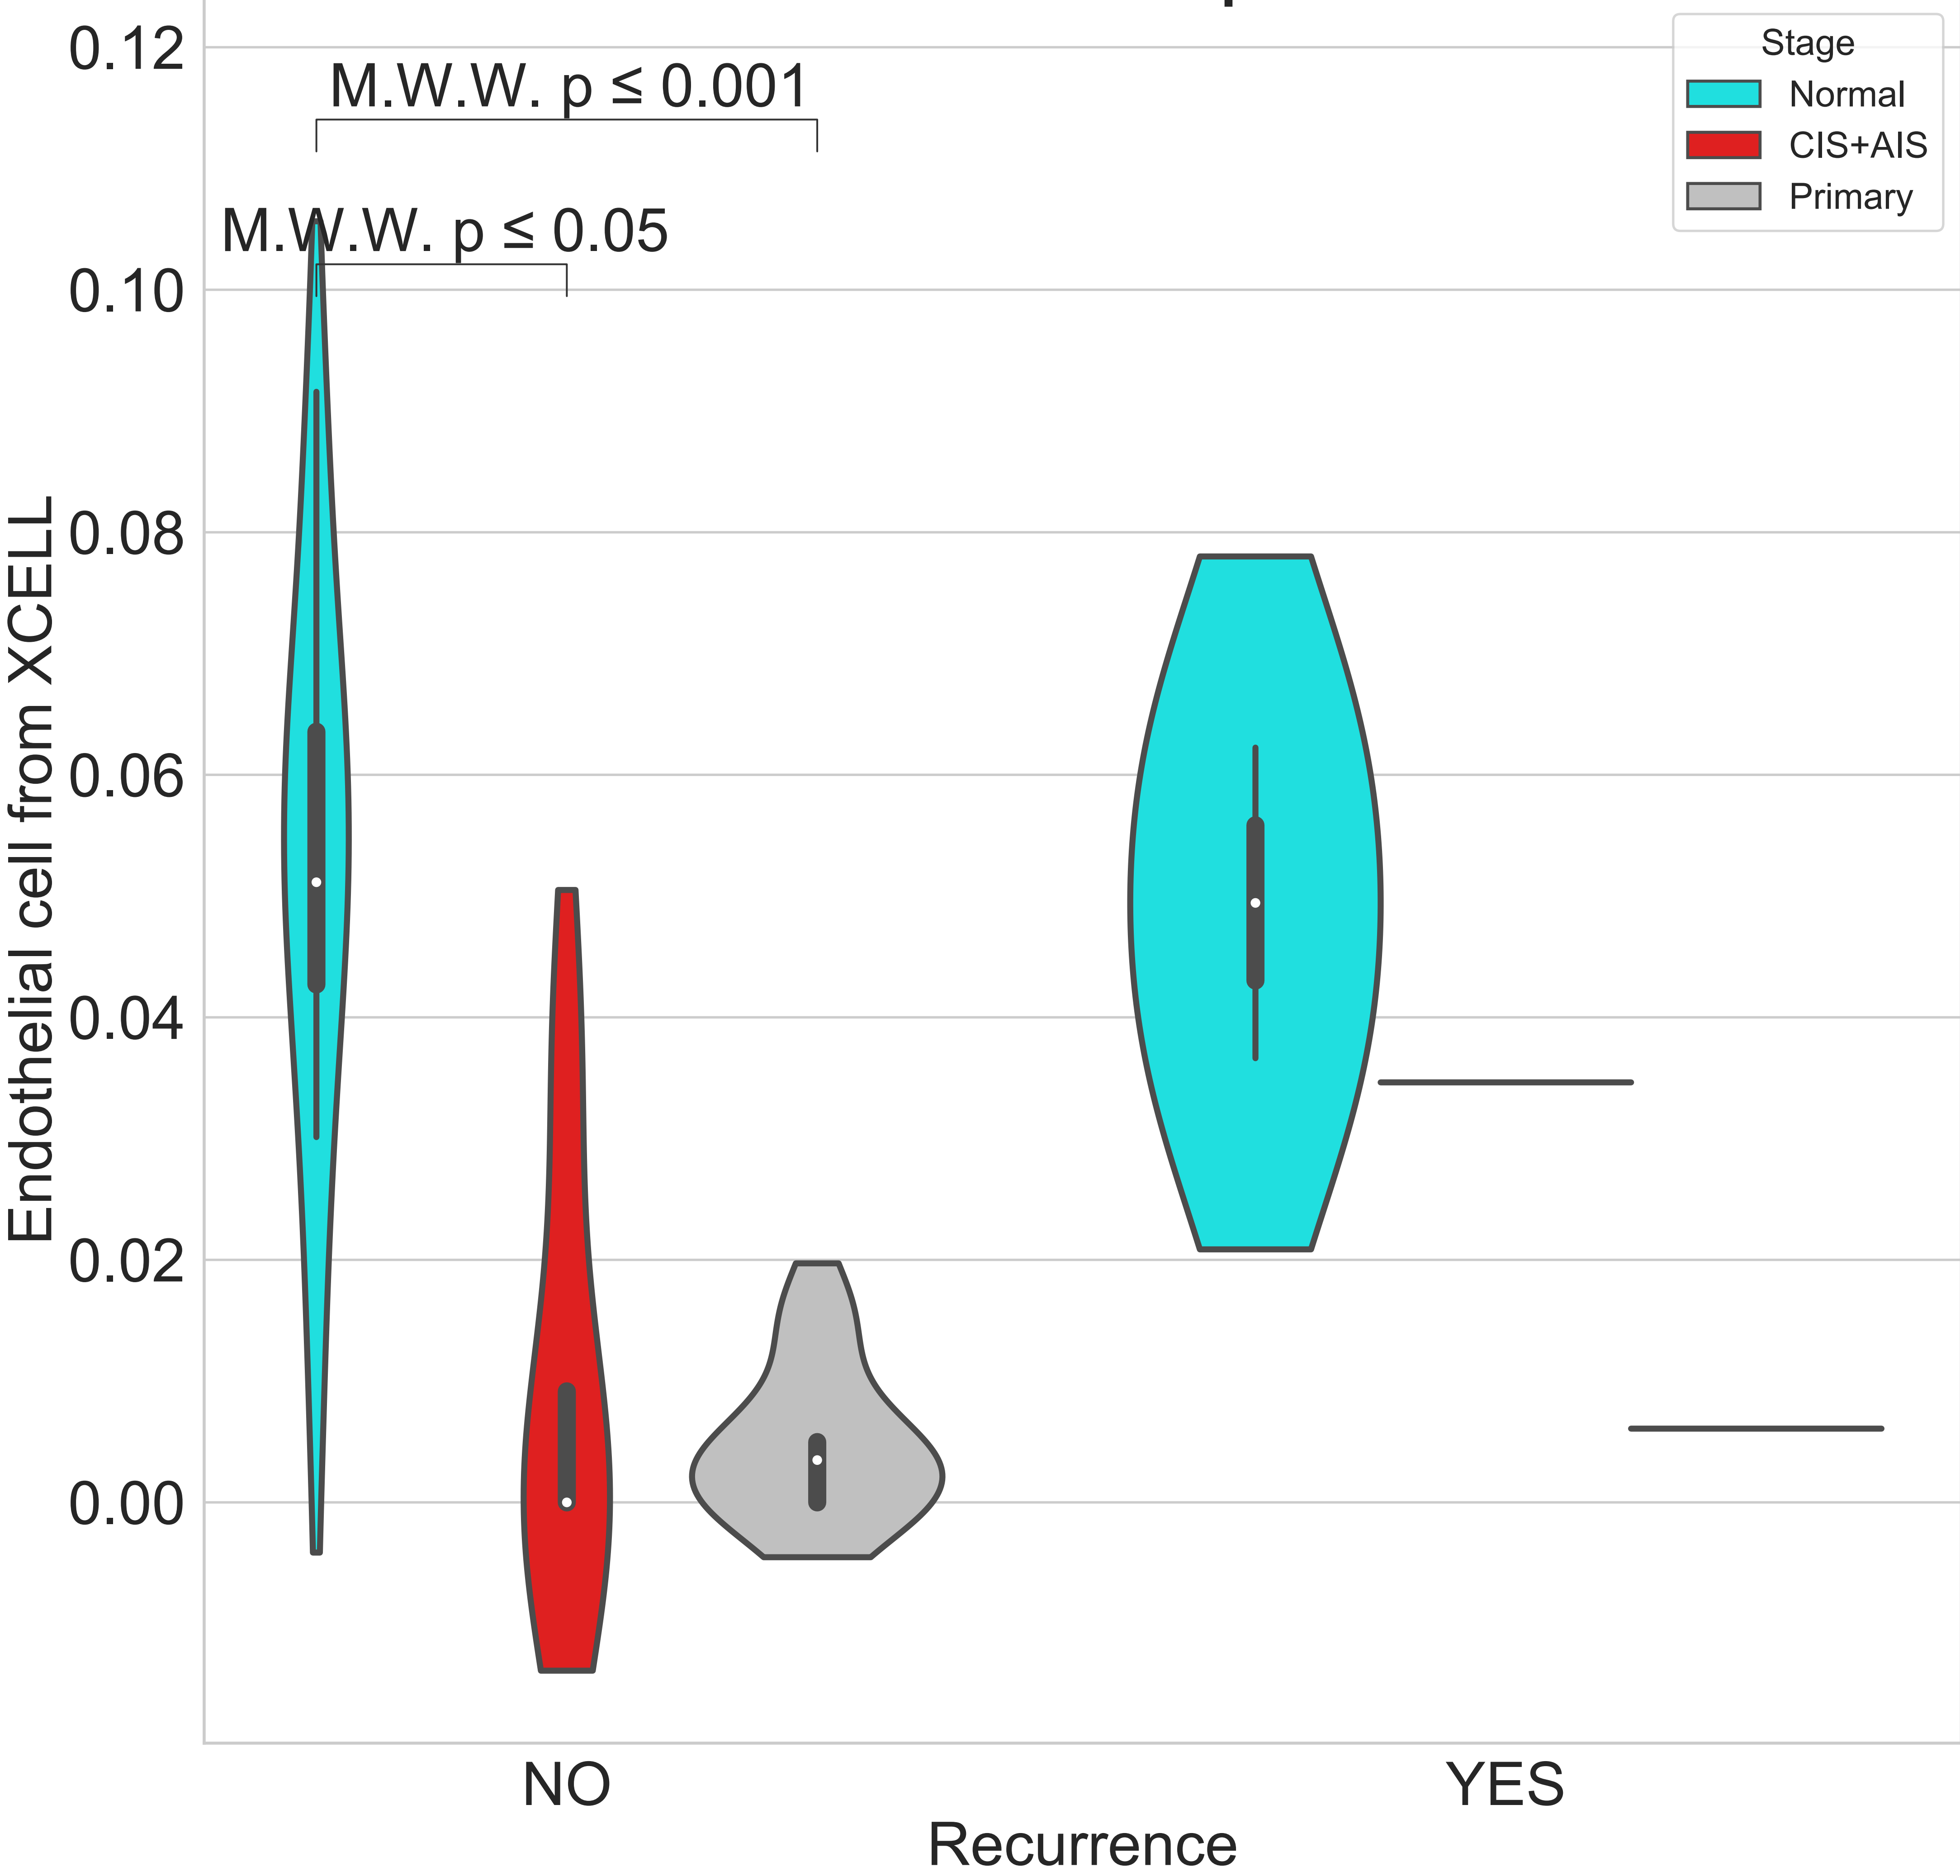 0.12
M.W.W. p ≤ 0.001
M.W.W. p ≤ 0.05
0.10
0.08
0.06
0.04
0.02
0.00
Endothelial cell from XCELL
Stage
Normal
CIS+AIS
Primary
NO
YES
Recurrence